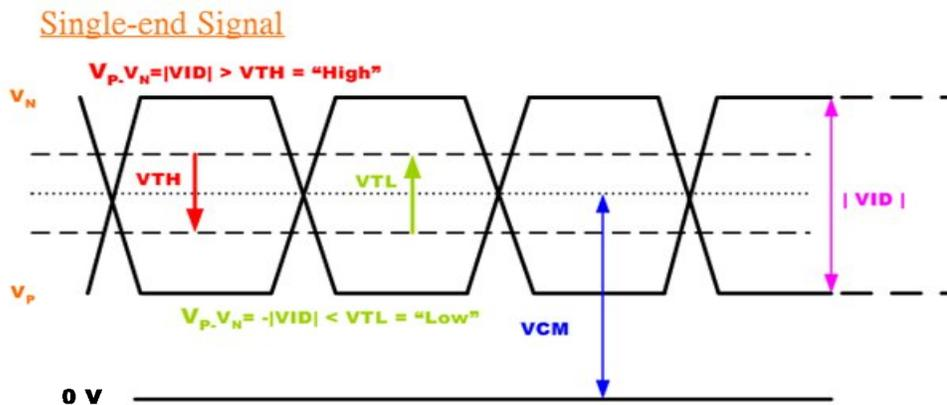 Single-end Signal
VP-VN=|VID| > VTH = “High”
VN
VTH
VTL
| VID |
VP
VP-VN= -|VID| < VTL = “Low”
VCM
0 V